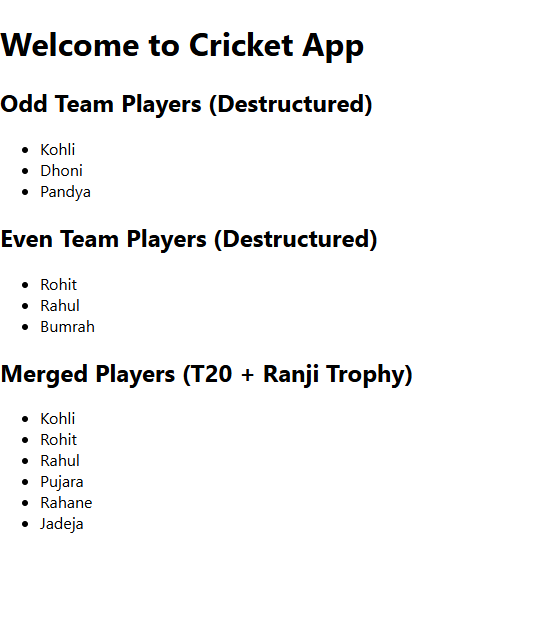 Welcome to Cricket App
Odd Team Players (Destructured)
Kohli
Dhoni
Pandya
Even Team Players (Destructured)
Rohit
Rahul
Bumrah
Merged Players (T20 + Ranji Trophy)
Kohli
Rohit
Rahul
Pujara
Rahane
Jadeja